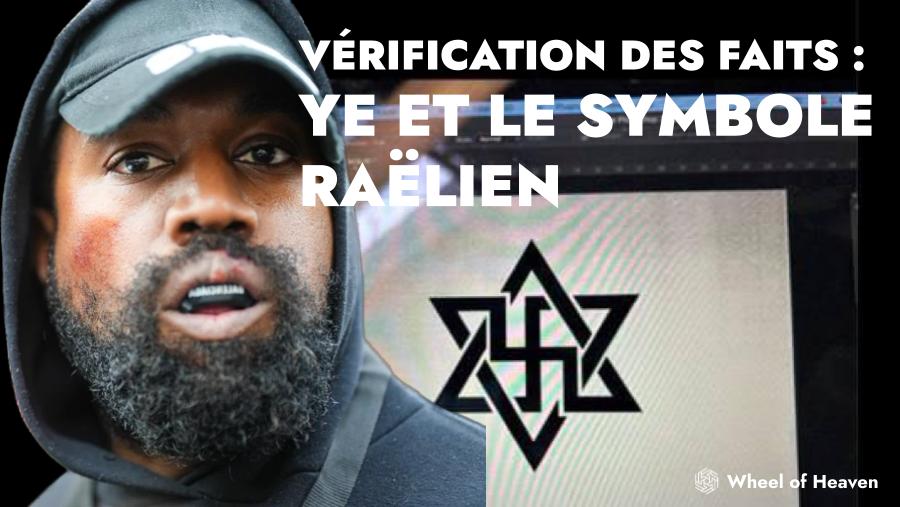 VÉRIFICATION DES FAITS :
YE ET LE SYMBOLE
RAËLIEN
Wheel of Heaven